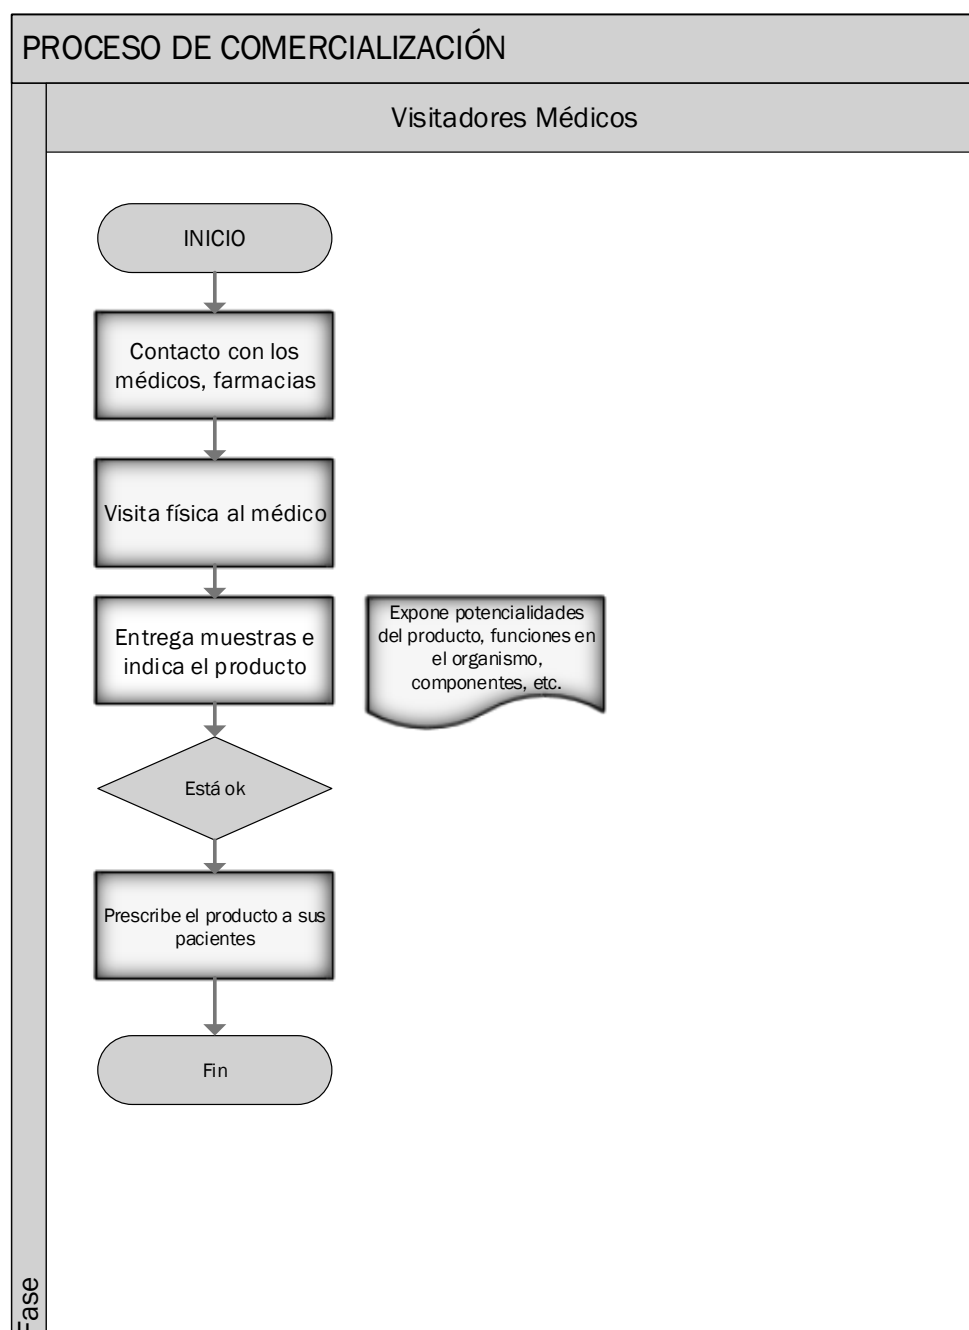 PROCESO DE COMERCIALIZACIÓN
Visitadores Médicos
INICIO
Contacto con los
médicos, farmacias
Visita física al médico
Entrega muestras e
indica el producto
Expone potencialidades
del producto, funciones en
el organismo,
componentes, etc.
Está ok
Prescribe el producto a sus
pacientes
Fin
Fase